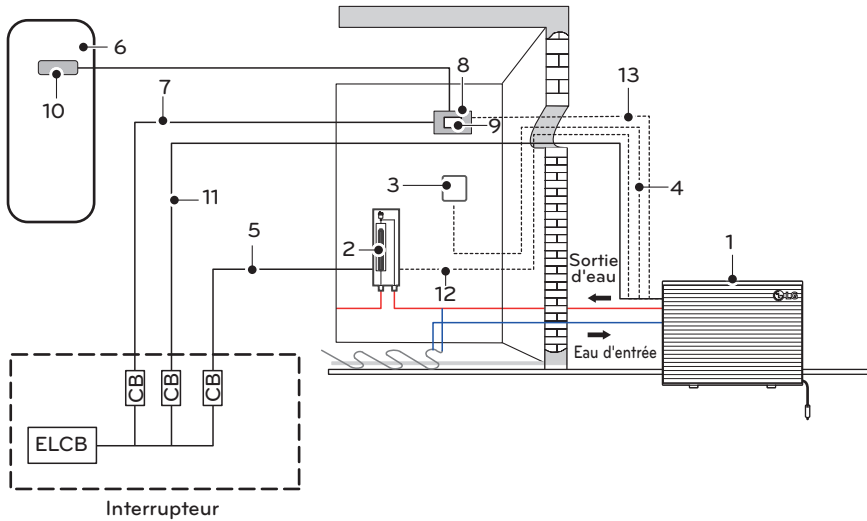 6
10
7
8
9
13
11
3
4
5
2
12
1
Sortie
d'eau
LG
Eau d'entrée
CB
CB
CB
ELCB
Interrupteur